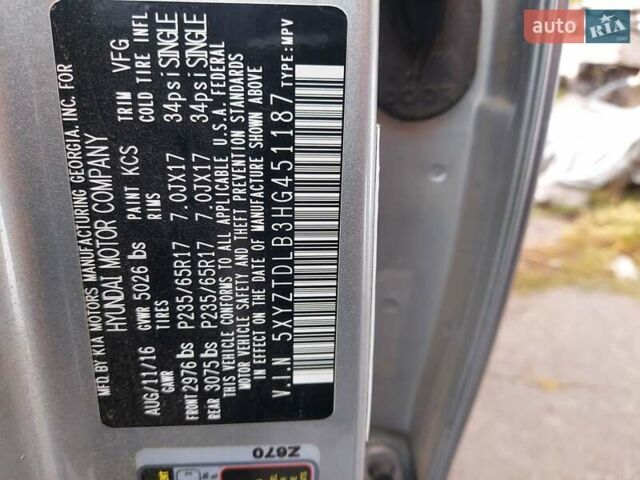 MFD.BY KIA MOTORS MANUFACTURING GEORGIA. INC. FOR
HYUNDAI MOTOR COMPANY
AUG/11/16 GVWR 5026 lbs PAINT KCS TRIM VFG
GAWR TIRES RIMS COLD TIRE INFL
FRONT 2976 lbs P235/65R17 7.0JX17 34psi SINGLE
REAR 3075 lbs P235/65R17 7.0JX17 34psi SINGLE
THIS VEHICLE CONFORMS TO ALL APPLICABLE U.S.A. FEDERAL
MOTOR VEHICLE SAFETY AND THEFT PREVENTION STANDARDS
IN EFFECT ON THE DATE OF MANUFACTURE SHOWN ABOVE
V.I.N 5XYZTDLB3HG451187 TYPE:MPV
Z670
auto RIA